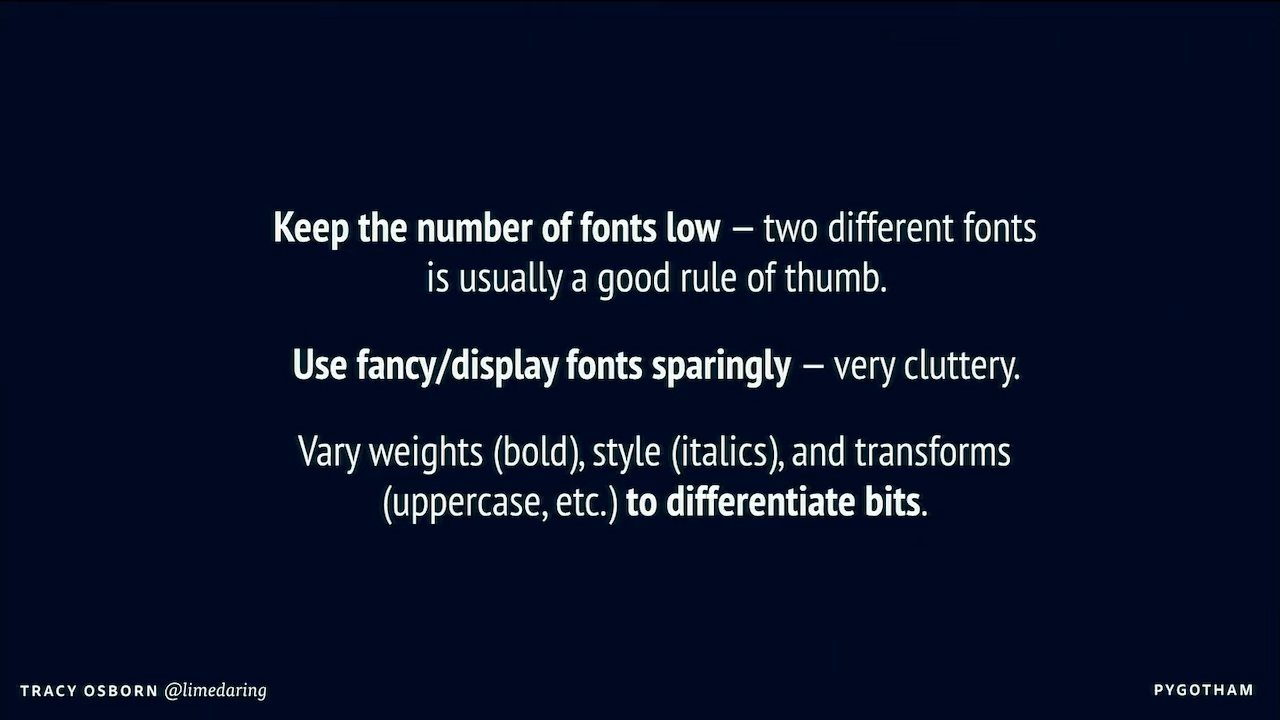 Keep the number of fonts low — two different fonts
is usually a good rule of thumb.
Use fancy/display fonts sparingly — very cluttery.
Vary weights (bold), style (italics), and transforms
(uppercase, etc.) to differentiate bits.
TRACY OSBORN @limedaring
PYGOTHAM